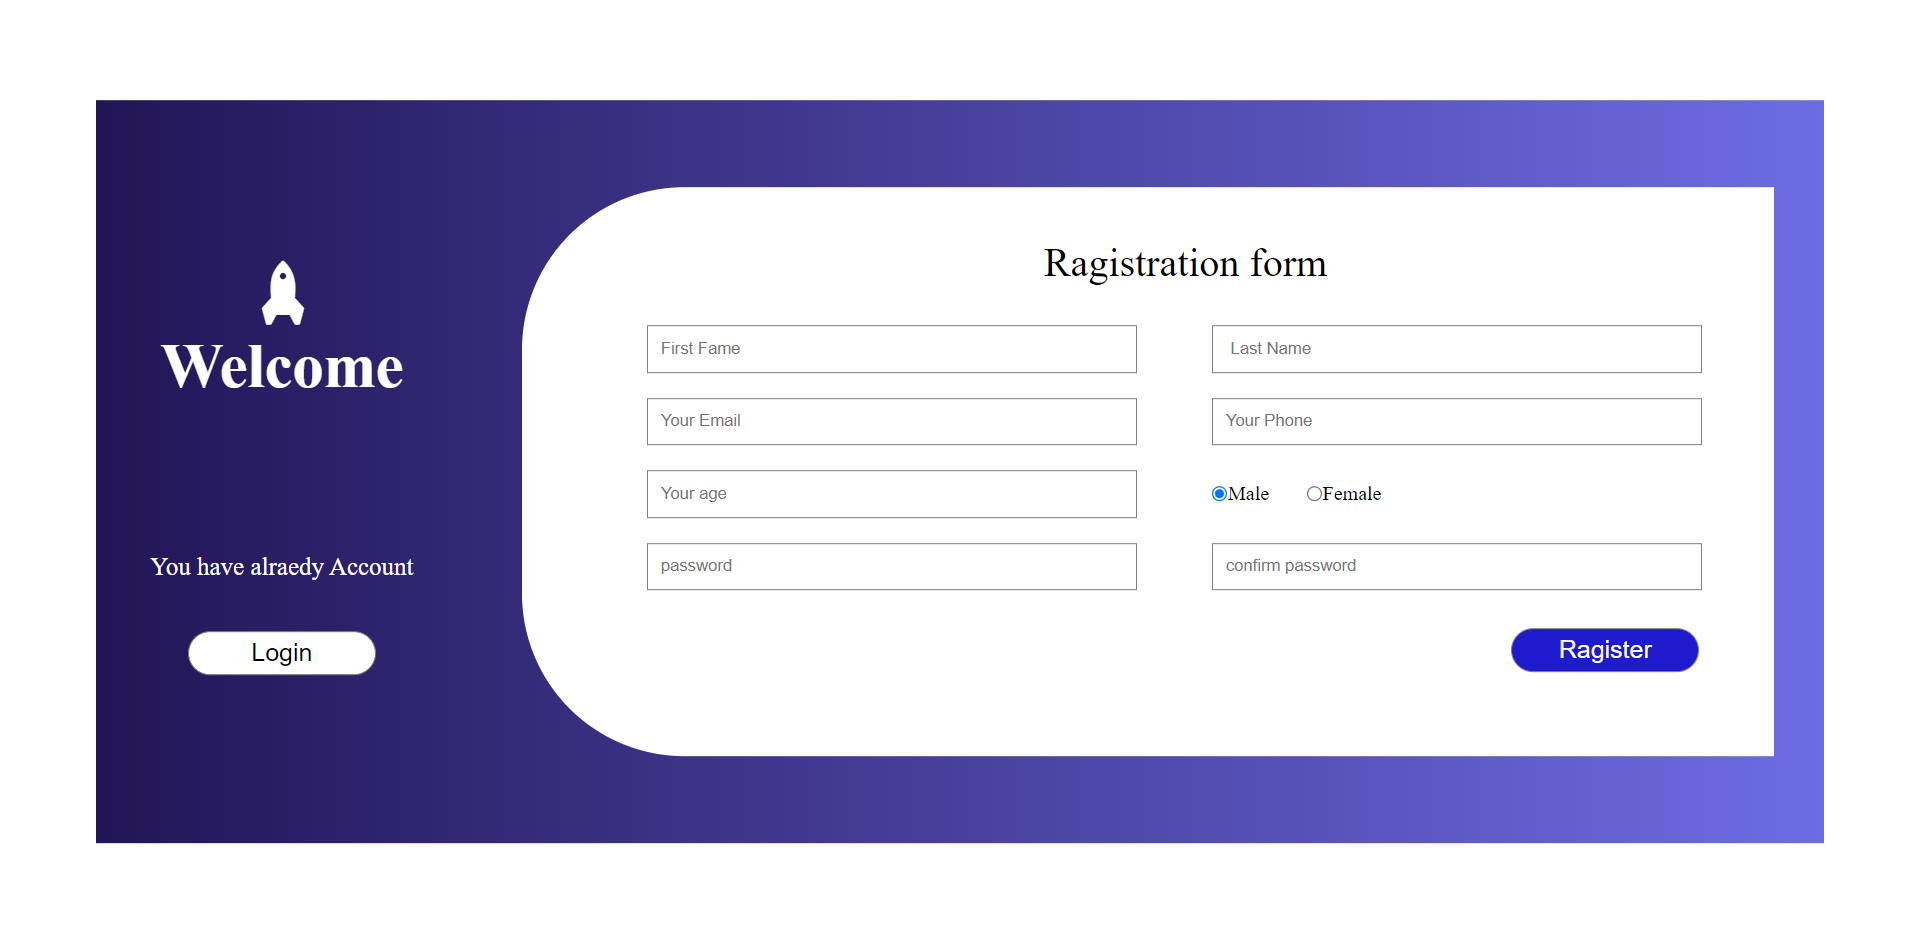 Welcome
You have alraedy Account
Login
Ragistration form
First Fame
Last Name
Your Email
Your Phone
Your age
Male Female
password
confirm password
Ragister